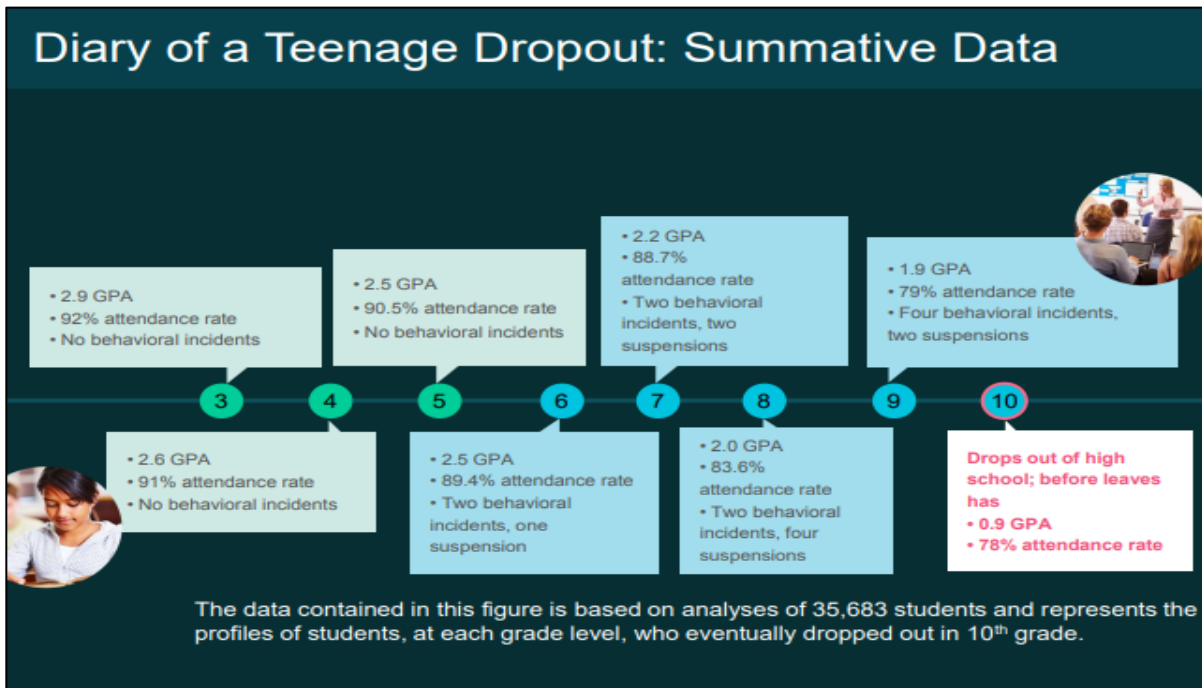 Diary of a Teenage Dropout: Summative Data
• 2.9 GPA
• 92% attendance rate
• No behavioral incidents
• 2.5 GPA
• 90.5% attendance rate
• No behavioral incidents
• 2.2 GPA
• 88.7%
attendance rate
• Two behavioral
incidents, two
suspensions
• 1.9 GPA
• 79% attendance rate
• Four behavioral incidents,
two suspensions
3 4 5 6 7 8 9 10
• 2.6 GPA
• 91% attendance rate
• No behavioral incidents
• 2.5 GPA
• 89.4% attendance rate
• Two behavioral
incidents, one
suspension
• 2.0 GPA
• 83.6%
attendance rate
• Two behavioral
incidents, four
suspensions
Drops out of high
school; before leaves
has
• 0.9 GPA
• 78% attendance rate
The data contained in this figure is based on analyses of 35,683 students and represents the
profiles of students, at each grade level, who eventually dropped out in 10th grade.